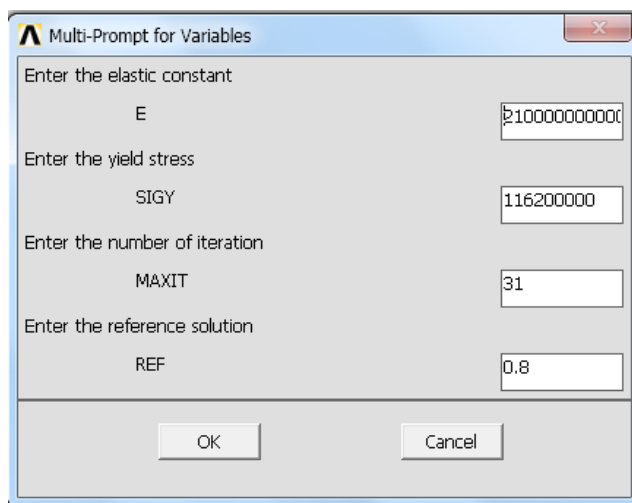 Multi-Prompt for Variables
Enter the elastic constant
E
210000000000
Enter the yield stress
SIGY
116200000
Enter the number of iteration
MAXIT
31
Enter the reference solution
REF
0.8
OK
Cancel